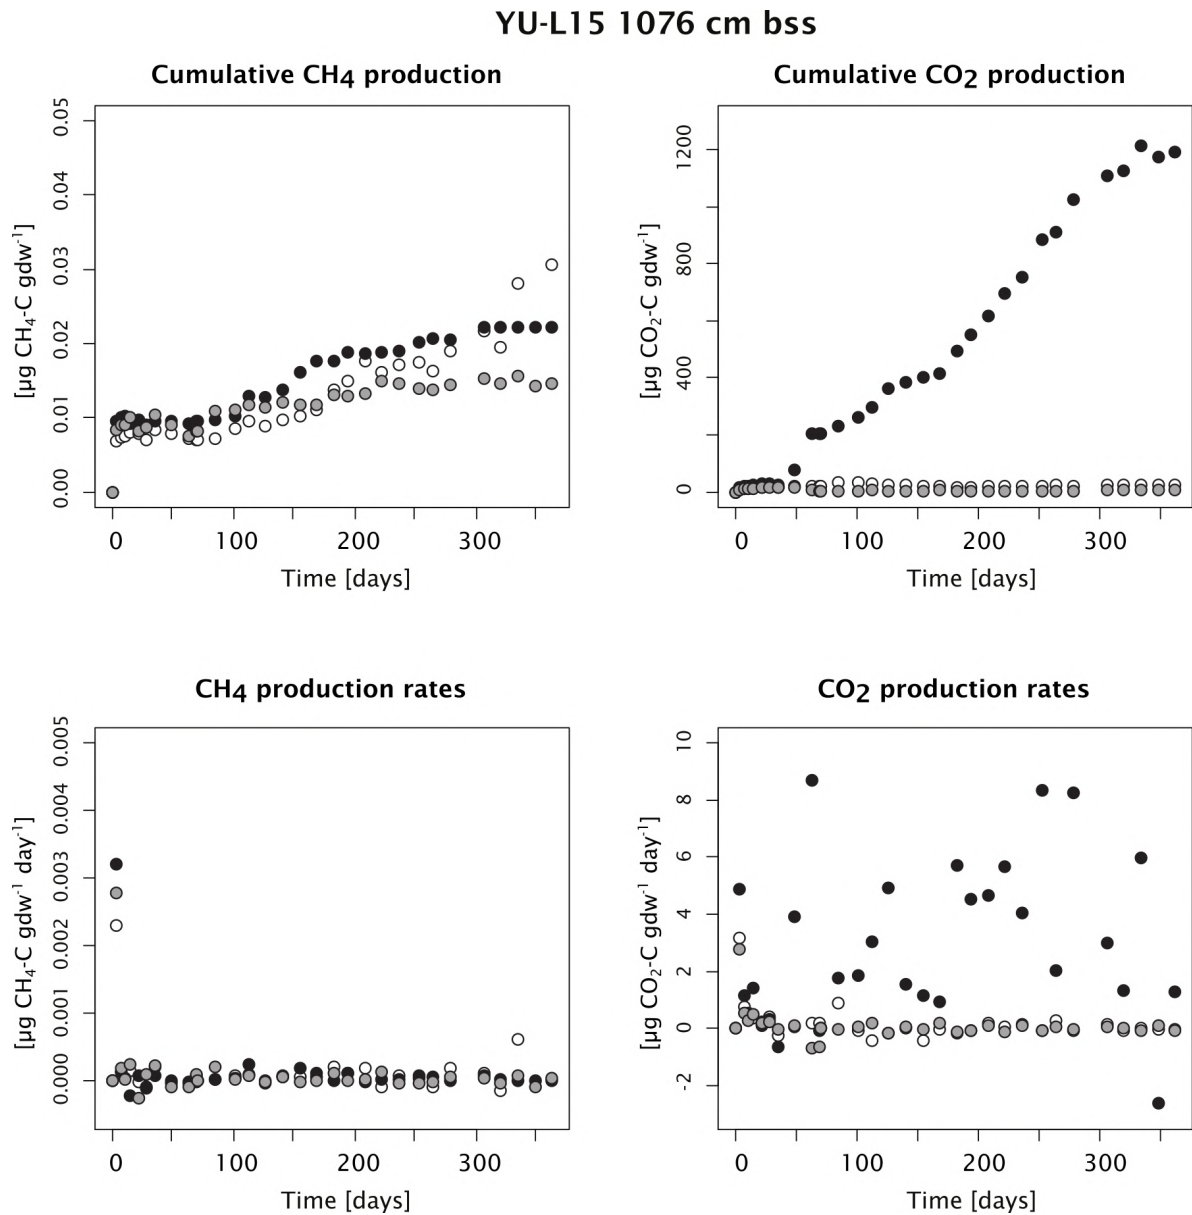 YU-L15 1076 cm bss
Cumulative CH4 production
[µg CH₄-C gdw⁻¹]
0.05
0.04
0.03
0.02
0.01
0.00
0 100 200 300
Time [days]
Cumulative CO2 production
[µg CO₂-C gdw⁻¹]
1200
800
400
0
0 100 200 300
Time [days]
CH4 production rates
[µg CH₄-C gdw⁻¹ day⁻¹]
0.005
0.004
0.003
0.002
0.001
0.000
0 100 200 300
Time [days]
CO2 production rates
[µg CO₂-C gdw⁻¹ day⁻¹]
10
8
6
4
2
0
-2
0 100 200 300
Time [days]